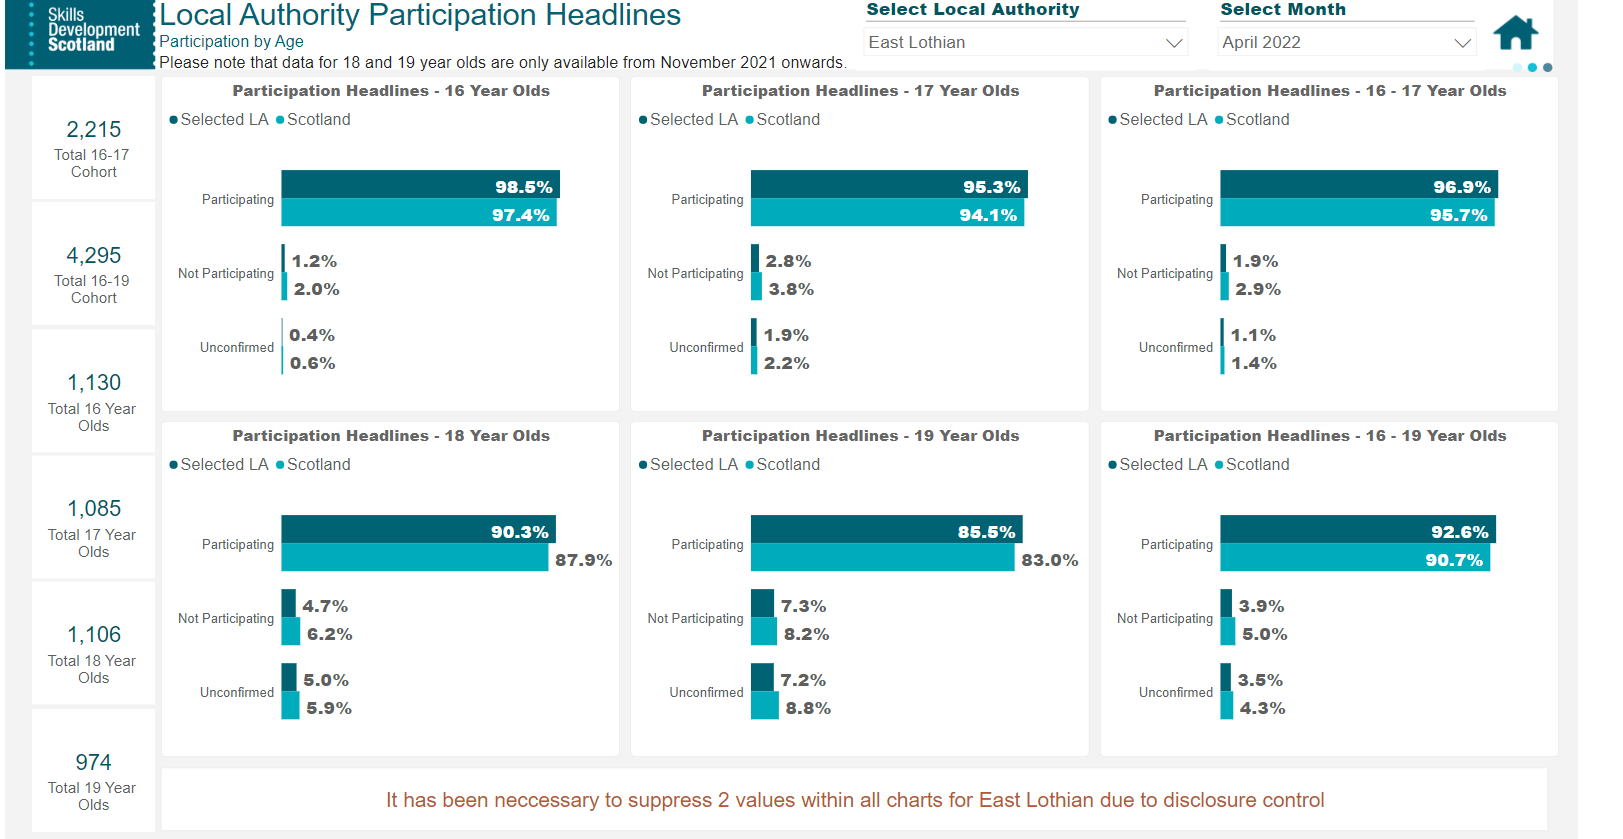 Skills
Development
Scotland
Local Authority Participation Headlines
Participation by Age
Please note that data for 18 and 19 year olds are only available from November 2021 onwards.
Select Local Authority
East Lothian
Select Month
April 2022
2,215
Total 16-17
Cohort
4,295
Total 16-19
Cohort
1,130
Total 16 Year
Olds
1,085
Total 17 Year
Olds
1,106
Total 18 Year
Olds
974
Total 19 Year
Olds
Participation Headlines - 16 Year Olds
Selected LA Scotland
Participating
98.5%
97.4%
Not Participating
1.2%
2.0%
Unconfirmed
0.4%
0.6%
Participation Headlines - 17 Year Olds
Selected LA Scotland
Participating
95.3%
94.1%
Not Participating
2.8%
3.8%
Unconfirmed
1.9%
2.2%
Participation Headlines - 16 - 17 Year Olds
Selected LA Scotland
Participating
96.9%
95.7%
Not Participating
1.9%
2.9%
Unconfirmed
1.1%
1.4%
Participation Headlines - 18 Year Olds
Selected LA Scotland
Participating
90.3%
87.9%
Not Participating
4.7%
6.2%
Unconfirmed
5.0%
5.9%
Participation Headlines - 19 Year Olds
Selected LA Scotland
Participating
85.5%
83.0%
Not Participating
7.3%
8.2%
Unconfirmed
7.2%
8.8%
Participation Headlines - 16 - 19 Year Olds
Selected LA Scotland
Participating
92.6%
90.7%
Not Participating
3.9%
5.0%
Unconfirmed
3.5%
4.3%
It has been neccessary to suppress 2 values within all charts for East Lothian due to disclosure control